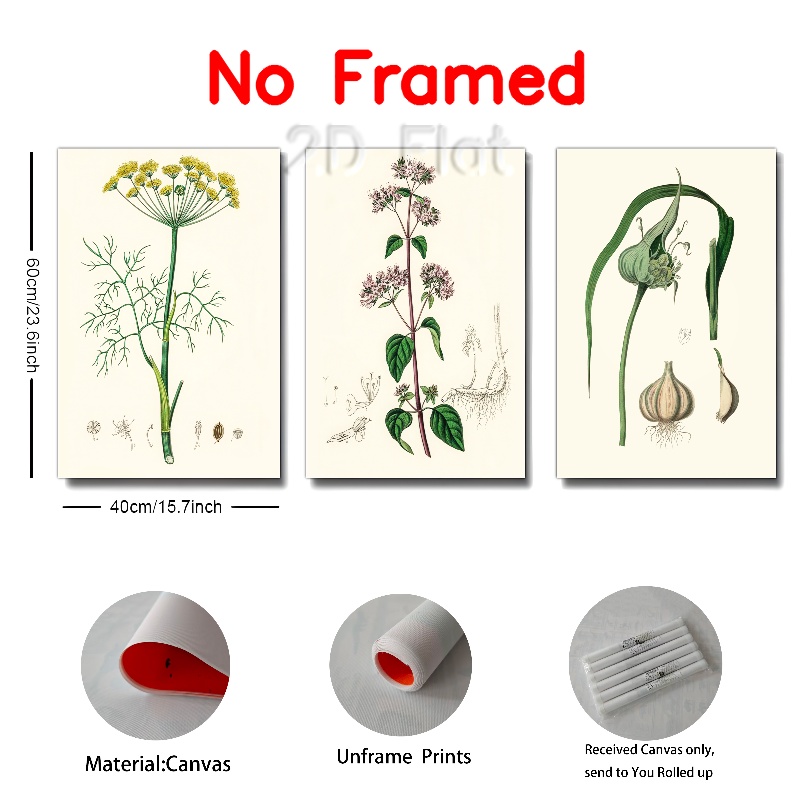 No Framed
2D Flat
60cm/23.6inch
40cm/15.7inch
Material:Canvas
Unframe Prints
Received Canvas only,
send to You Rolled up